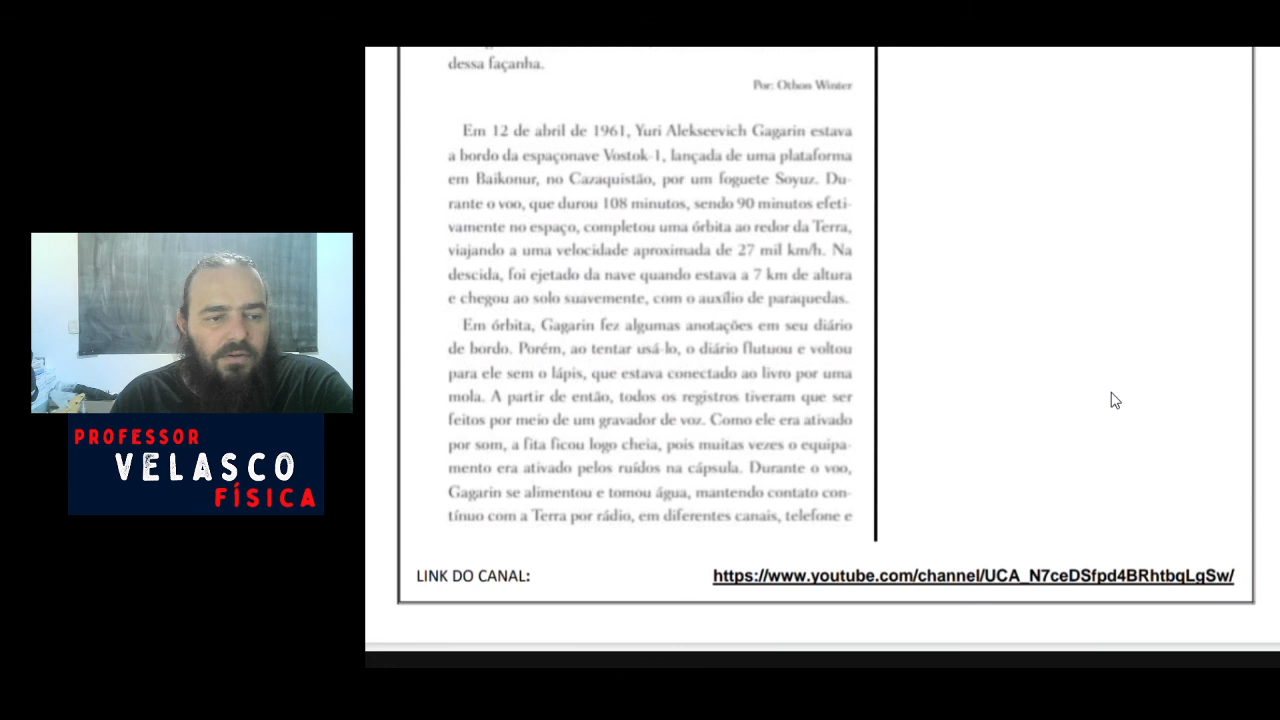 dessa façanha.
Por: Othon Winter
Em 12 de abril de 1961, Yuri Alekseevich Gagarin estava
a bordo da espaçonave Vostok-1, lançada de uma plataforma
em Baikonur, no Cazaquistão, por um foguete Soyuz. Du-
rante o voo, que durou 108 minutos, sendo 90 minutos efeti-
vamente no espaço, completou uma órbita ao redor da Terra,
viajando a uma velocidade aproximada de 27 mil km/h. Na
descida, foi ejetado da nave quando estava a 7 km de altura
e chegou ao solo suavemente, com o auxílio de paraquedas.
Em órbita, Gagarin fez algumas anotações em seu diário
de bordo. Porém, ao tentar usá-lo, o diário flutuou e voltou
para ele sem o lápis, que estava conectado ao livro por uma
mola. A partir de então, todos os registros tiveram que ser
feitos por meio de um gravador de voz. Como ele era ativado
por som, a fita ficou logo cheia, pois muitas vezes o equipa-
mento era ativado pelos ruídos na cápsula. Durante o voo,
Gagarin se alimentou e tomou água, mantendo contato con-
tínuo com a Terra por rádio, em diferentes canais, telefone e
LINK DO CANAL: https://www.youtube.com/channel/UCA_N7ceDSfpd4BRhtbqLgSw/
PROFESSOR
VELASCO
FÍSICA